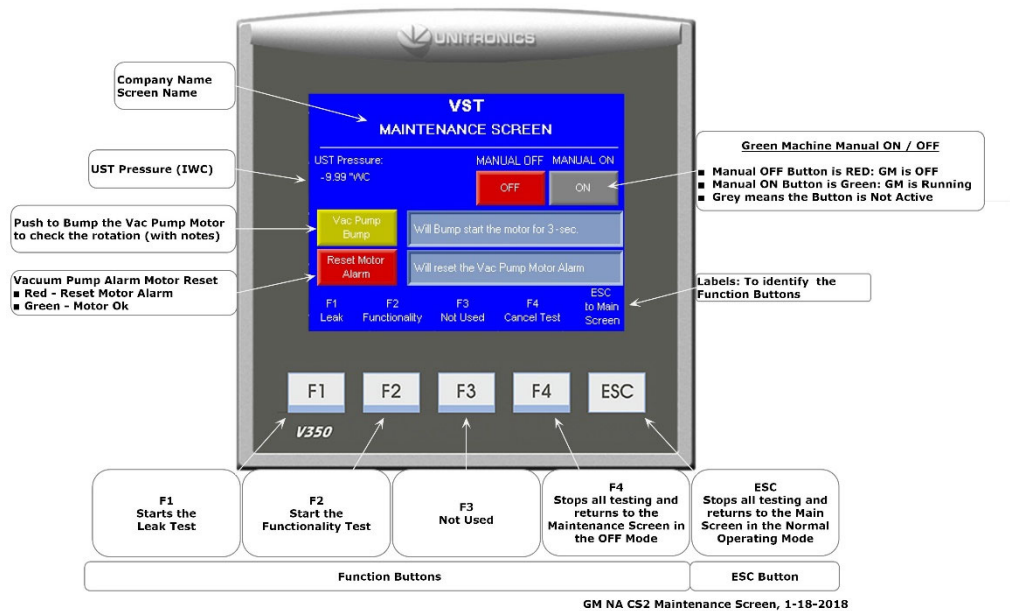 UNITRONICS
Company Name
Screen Name
VST
MAINTENANCE SCREEN
UST Pressure (IWC)
UST Pressure:
-9.99 "WC
MANUAL OFF
MANUAL ON
OFF
ON
Green Machine Manual ON / OFF
■ Manual OFF Button is RED: GM is OFF
■ Manual ON Button is Green: GM is Running
■ Grey means the Button is Not Active
Push to Bump the Vac Pump Motor
to check the rotation (with notes)
Vac Pump
Bump
Will Bump start the motor for 3-sec.
Vacuum Pump Alarm Motor Reset
■ Red - Reset Motor Alarm
■ Green - Motor Ok
Reset Motor
Alarm
Will reset the Vac Pump Motor Alarm
Labels: To identify the
Function Buttons
F1
Leak
F2
Functionality
F3
Not Used
F4
Cancel Test
ESC
to Main
Screen
F1
F2
F3
F4
ESC
V350
F1
Starts the
Leak Test
F2
Start the
Functionality Test
F3
Not Used
F4
Stops all testing and
returns to the
Maintenance Screen in
the OFF Mode
ESC
Stops all testing and
returns to the Main
Screen in the Normal
Operating Mode
Function Buttons
ESC Button
GM NA CS2 Maintenance Screen, 1-18-2018